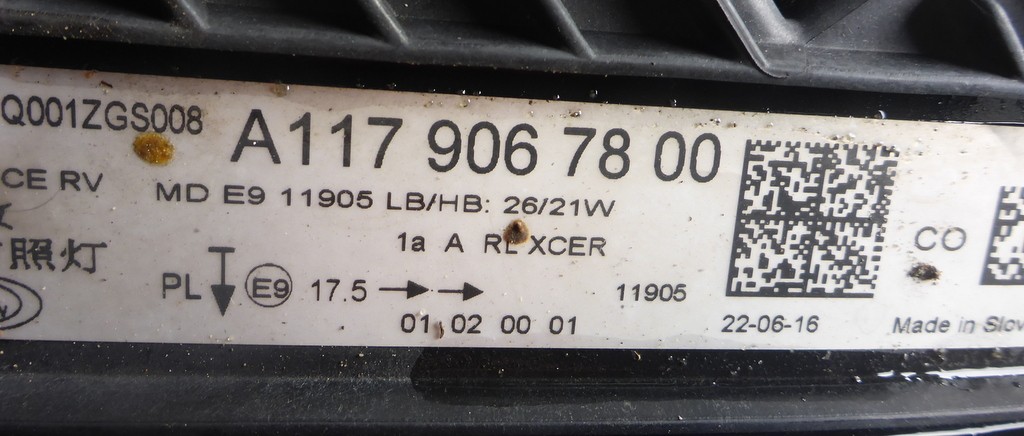 Q001ZGS008
A117 906 78 00
CE RV
MD E9 11905 LB/HB: 26/21W
1a A RL XCER
CO
照灯
PL E9 17.5 11905
01 02 00 01
22-06-16
Made in Slov